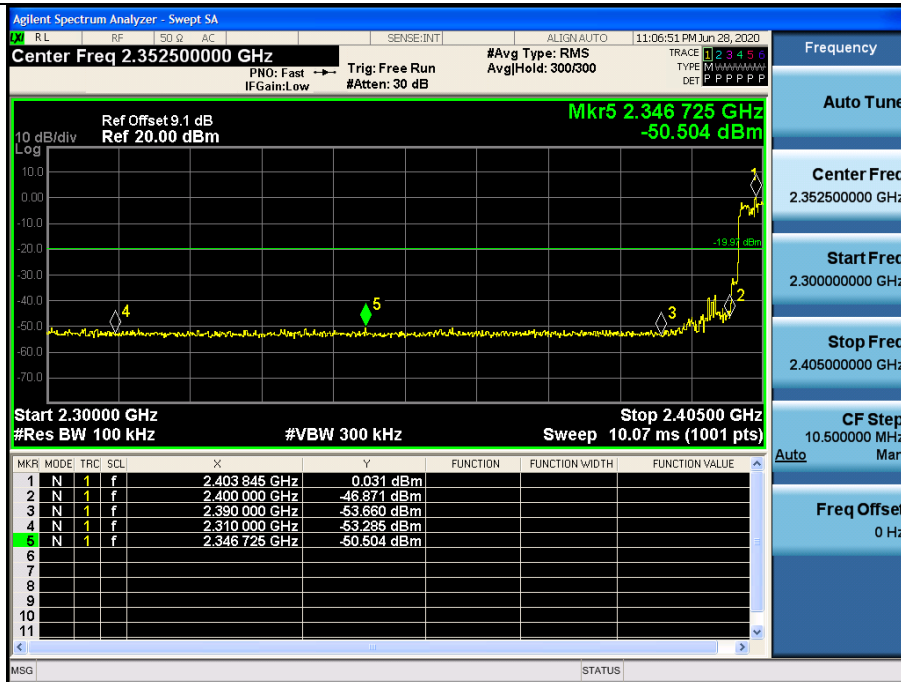 Agilent Spectrum Analyzer - Swept SA
LXI RL RF 50 Ω AC SENSE:INT ALIGN AUTO 11:06:51 PM Jun 28, 2020
Center Freq 2.352500000 GHz
PNO: Fast
IFGain:Low
Trig: Free Run
#Atten: 30 dB
#Avg Type: RMS
Avg|Hold: 300/300
TRACE 1 2 3 4 5 6
TYPE M W W W W W
DET P P P P P P
Frequency
Auto Tune
Center Freq
2.352500000 GHz
Start Freq
2.300000000 GHz
Stop Freq
2.405000000 GHz
CF Step
10.500000 MHz
Auto Man
Freq Offset
0 Hz
Mkr5 2.346 725 GHz
-50.504 dBm
Ref Offset 9.1 dB
10 dB/div Ref 20.00 dBm
Log
10.0
0.00
-10.0
-20.0
-30.0
-40.0
-50.0
-60.0
-70.0
1
-19.97 dBm
2
3
4
5
Start 2.30000 GHz Stop 2.40500 GHz
#Res BW 100 kHz #VBW 300 kHz Sweep 10.07 ms (1001 pts)
MKR MODE TRC SCL X Y FUNCTION FUNCTION WIDTH FUNCTION VALUE
1 N 1 f 2.403 845 GHz 0.031 dBm
2 N 1 f 2.400 000 GHz -46.871 dBm
3 N 1 f 2.390 000 GHz -53.660 dBm
4 N 1 f 2.310 000 GHz -53.285 dBm
5 N 1 f 2.346 725 GHz -50.504 dBm
6
7
8
9
10
11
MSG STATUS